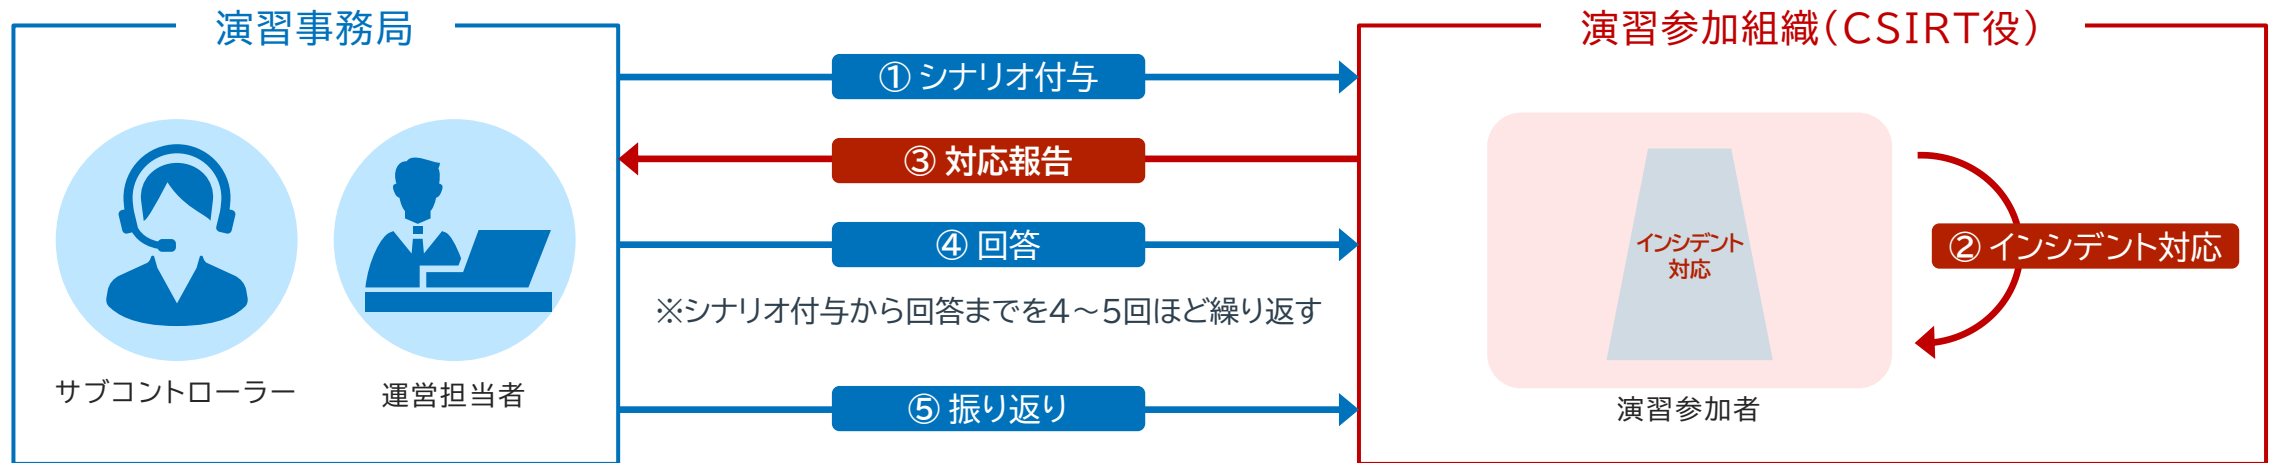 演習事務局
演習参加組織(CSIRT役)
① シナリオ付与
③ 対応報告
④ 回答
※シナリオ付与から回答までを4～5回ほど繰り返す
⑤ 振り返り
サブコントローラー
運営担当者
インシデント
対応
② インシデント対応
演習参加者